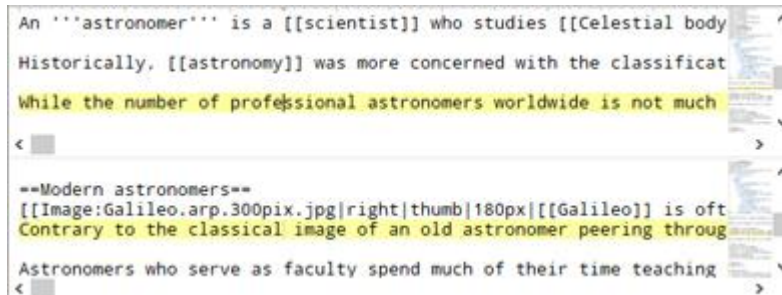 An '''astronomer''' is a [[scientist]] who studies [[Celestial body
Historically, [[astronomy]] was more concerned with the classificat
While the number of professional astronomers worldwide is not much
==Modern astronomers==
[[Image:Galileo.arp.300pix.jpg|right|thumb|180px|[[Galileo]] is oft
Contrary to the classical image of an old astronomer peering throug
Astronomers who serve as faculty spend much of their time teaching